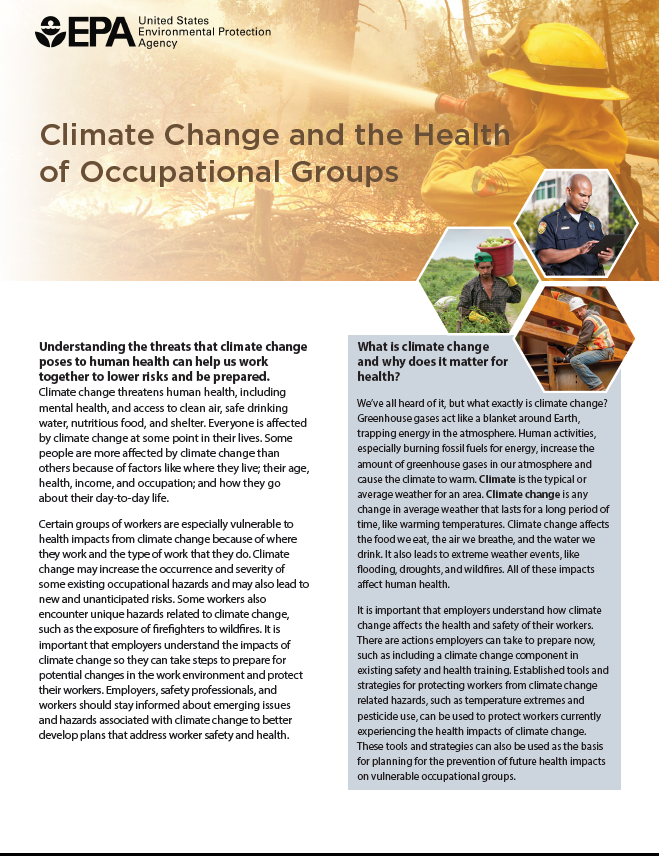 EPA
United States
Environmental Protection
Agency
Climate Change and the Health
of Occupational Groups
Understanding the threats that climate change
poses to human health can help us work
together to lower risks and be prepared.
Climate change threatens human health, including
mental health, and access to clean air, safe drinking
water, nutritious food, and shelter. Everyone is affected
by climate change at some point in their lives. Some
people are more affected by climate change than
others because of factors like where they live; their age,
health, income, and occupation; and how they go
about their day-to-day life.
Certain groups of workers are especially vulnerable to
health impacts from climate change because of where
they work and the type of work that they do. Climate
change may increase the occurrence and severity of
some existing occupational hazards and may also lead to
new and unanticipated risks. Some workers also
encounter unique hazards related to climate change,
such as the exposure of firefighters to wildfires. It is
important that employers understand the impacts of
climate change so they can take steps to prepare for
potential changes in the work environment and protect
their workers. Employers, safety professionals, and
workers should stay informed about emerging issues
and hazards associated with climate change to better
develop plans that address worker safety and health.
What is climate change
and why does it matter for
health?
We've all heard of it, but what exactly is climate change?
Greenhouse gases act like a blanket around Earth,
trapping energy in the atmosphere. Human activities,
especially burning fossil fuels for energy, increase the
amount of greenhouse gases in our atmosphere and
cause the climate to warm. Climate is the typical or
average weather for an area. Climate change is any
change in average weather that lasts for a long period of
time, like warming temperatures. Climate change affects
the food we eat, the air we breathe, and the water we
drink. It also leads to extreme weather events, like
flooding, droughts, and wildfires. All of these impacts
affect human health.
It is important that employers understand how climate
change affects the health and safety of their workers.
There are actions employers can take to prepare now,
such as including a climate change component in
existing safety and health training. Established tools and
strategies for protecting workers from climate change
related hazards, such as temperature extremes and
pesticide use, can be used to protect workers currently
experiencing the health impacts of climate change.
These tools and strategies can also be used as the basis
for planning for the prevention of future health impacts
on vulnerable occupational groups.